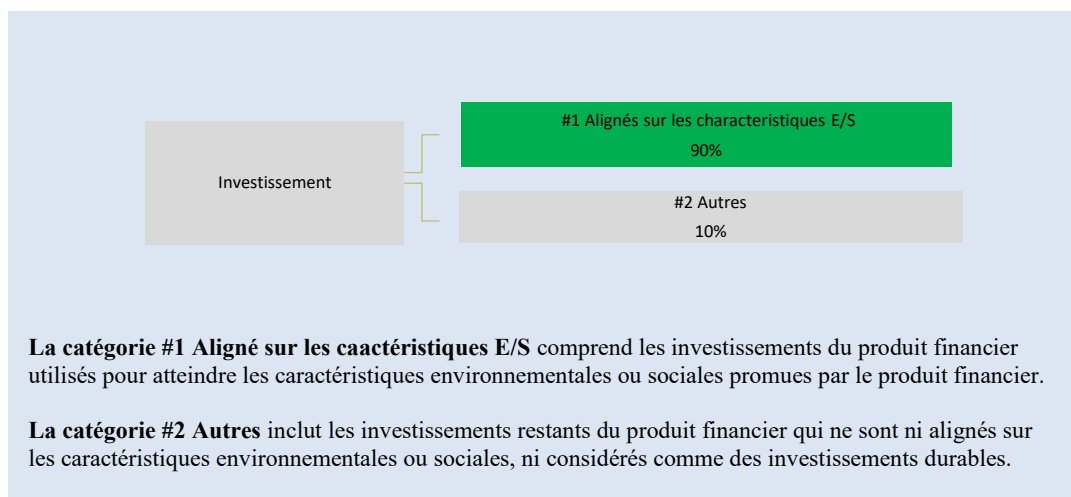 #1 Alignés sur les characteristiques E/S
90%
Investissement
#2 Autres
10%
La catégorie #1 Aligné sur les caactéristiques E/S comprend les investissements du produit financier
utilisés pour atteindre les caractéristiques environnementales ou sociales promues par le produit financier.
La catégorie #2 Autres inclut les investissements restants du produit financier qui ne sont ni alignés sur
les caractéristiques environnementales ou sociales, ni considérés comme des investissements durables.